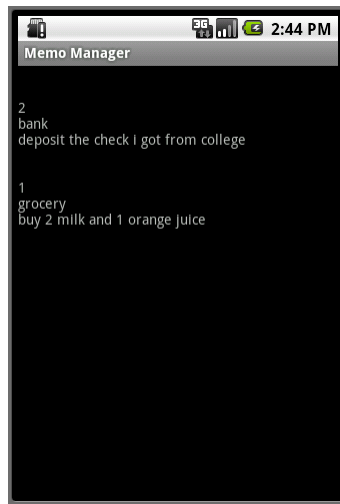 3G 2:44 PM
Memo Manager
2
bank
deposit the check i got from college
1
grocery
buy 2 milk and 1 orange juice